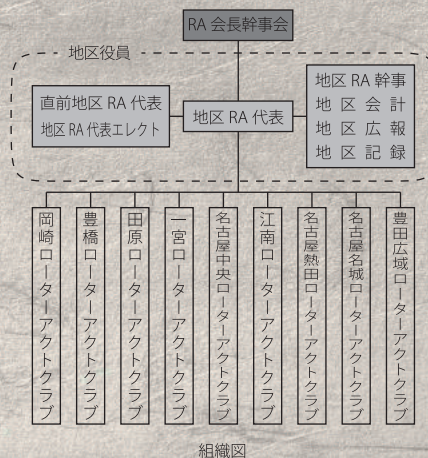 RA 会長幹事会
地区役員
直前地区 RA 代表
地区 RA 代表エレクト
地区 RA 代表
地区 RA 幹事
地区会計
地区広報
地区記録
岡崎ローターアクトクラブ
豊橋ローターアクトクラブ
田原ローターアクトクラブ
一宮ローターアクトクラブ
名古屋中央ローターアクトクラブ
江南ローターアクトクラブ
名古屋熱田ローターアクトクラブ
名古屋名城ローターアクトクラブ
豊田広域ローターアクトクラブ
組織図